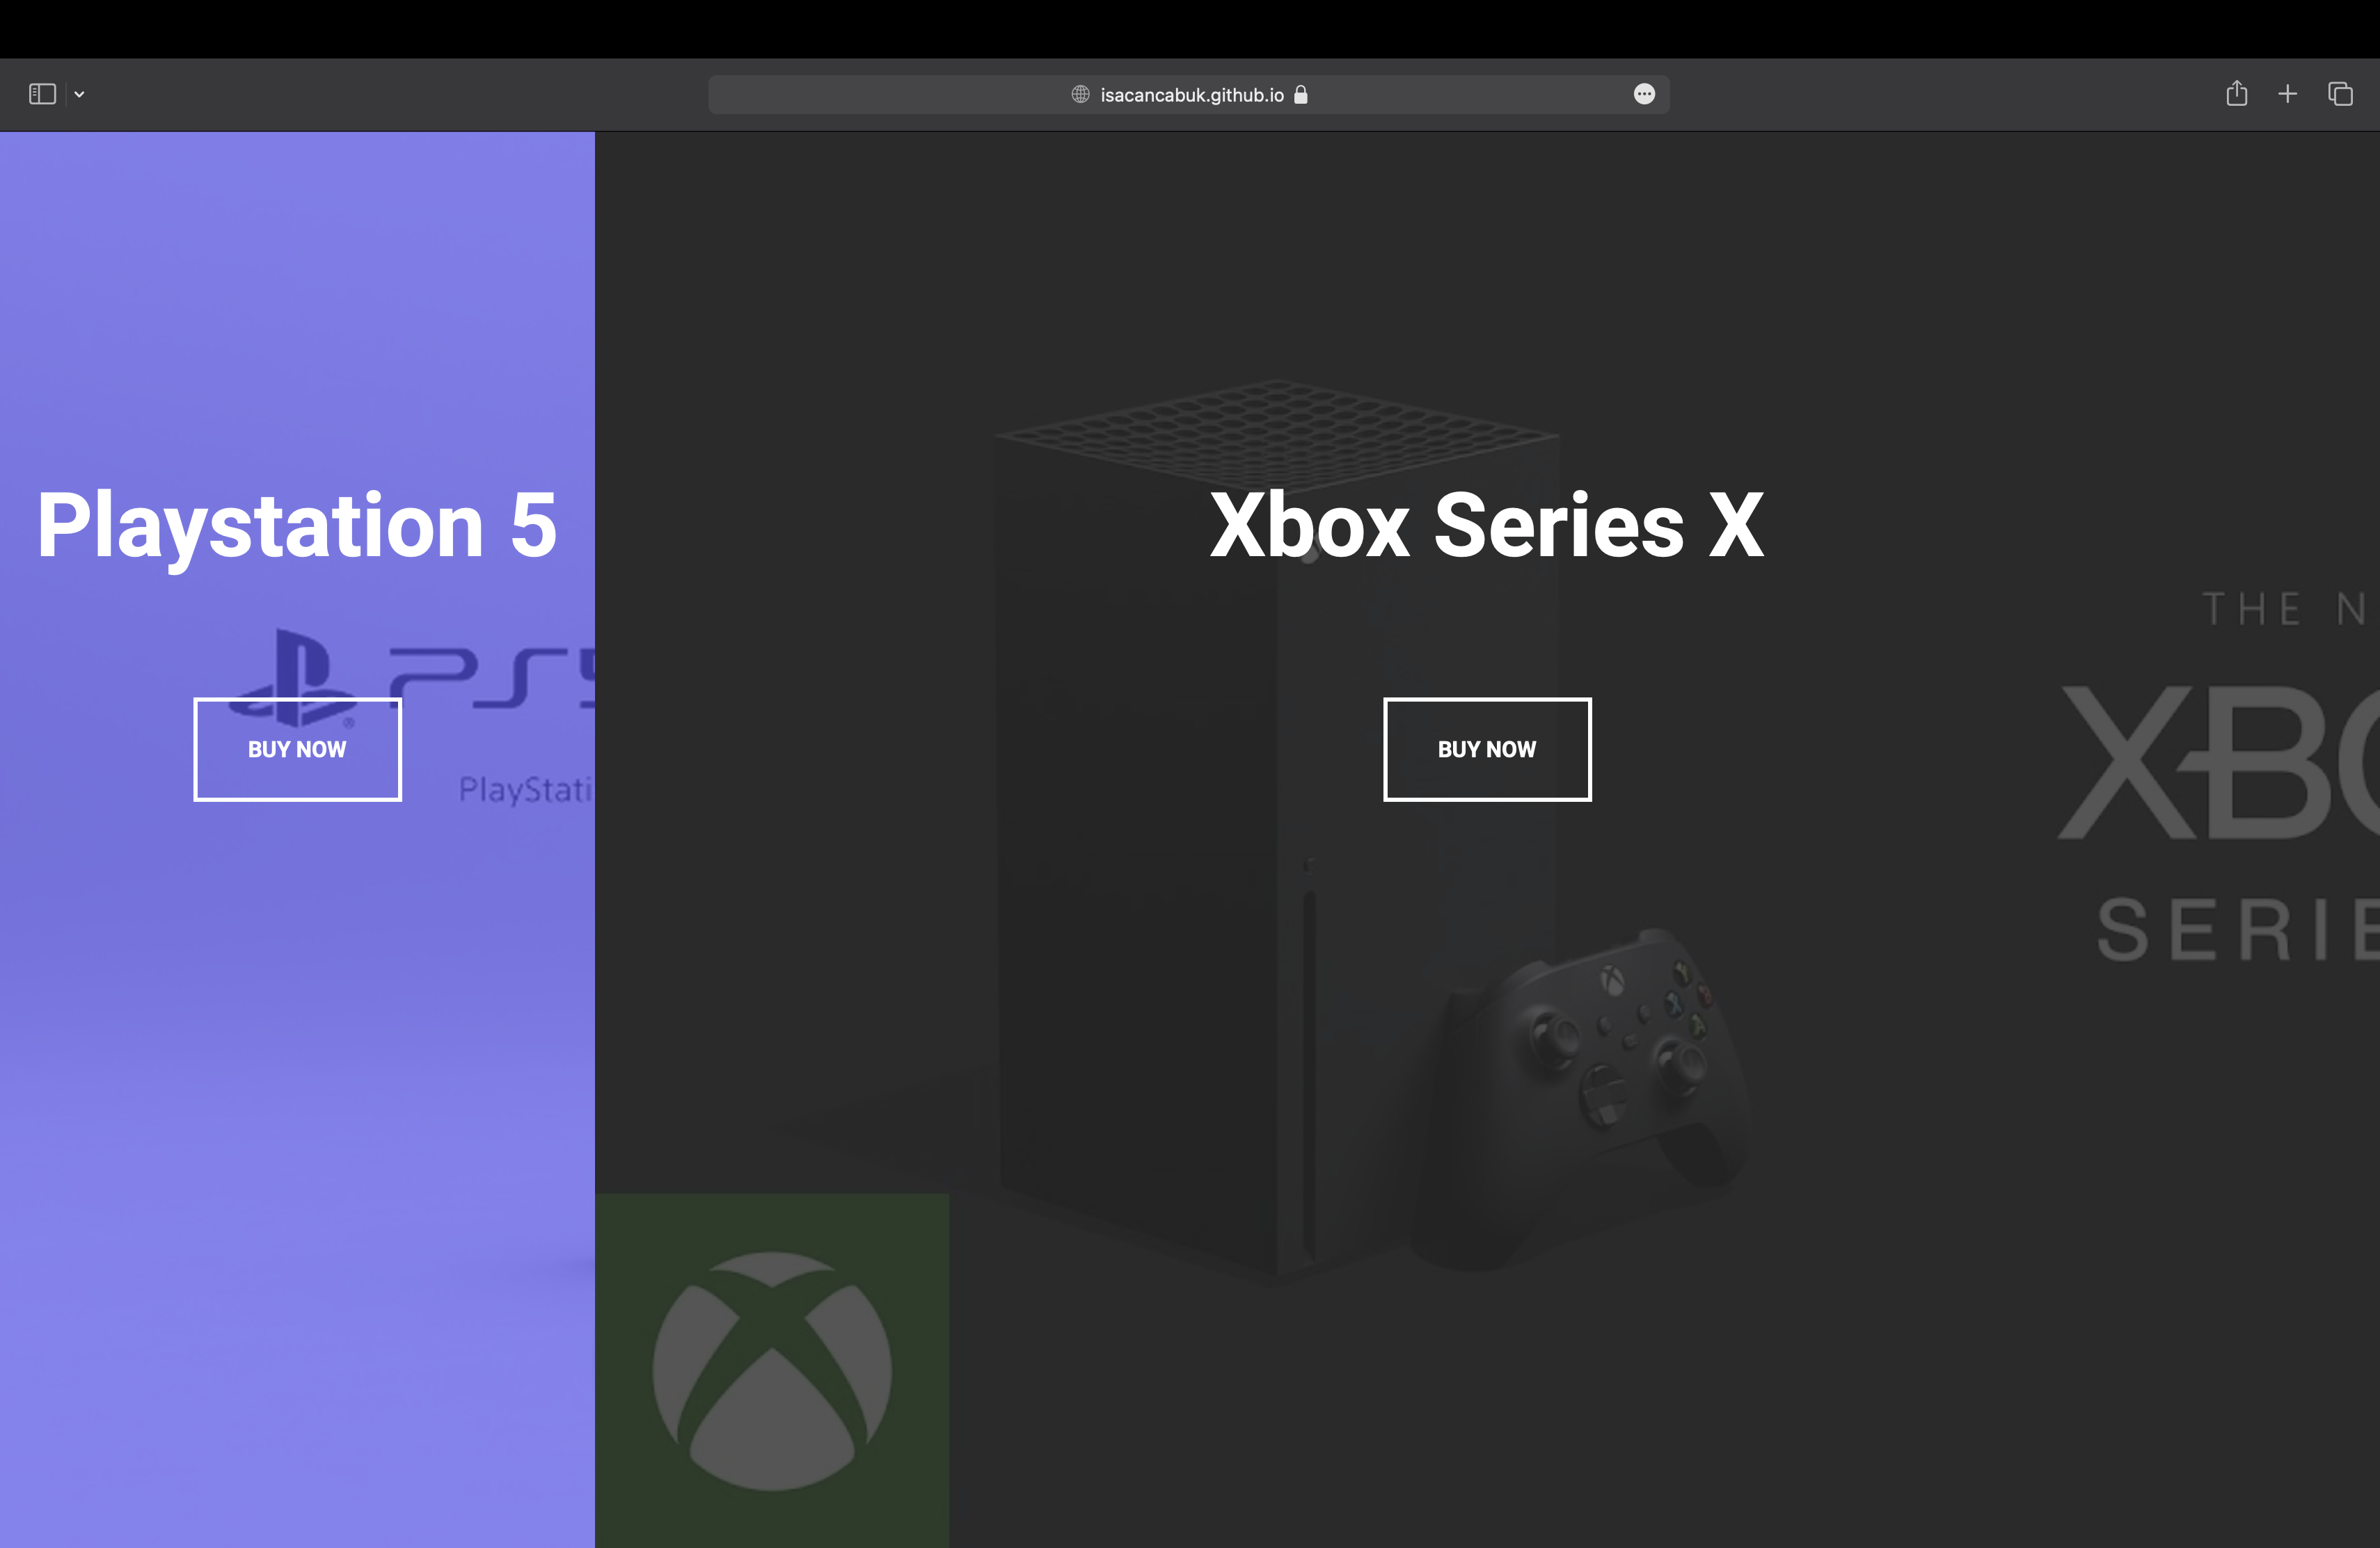 isacancabuk.github.io
Playstation 5
PS5
®
BUY NOW
PlayStati
Xbox Series X
BUY NOW
THE N
XBO
SERIE
Y
X
B
A